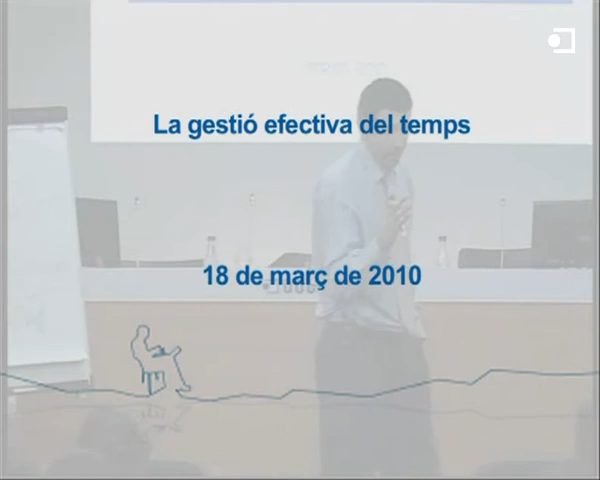 La gestió efectiva del temps
18 de març de 2010